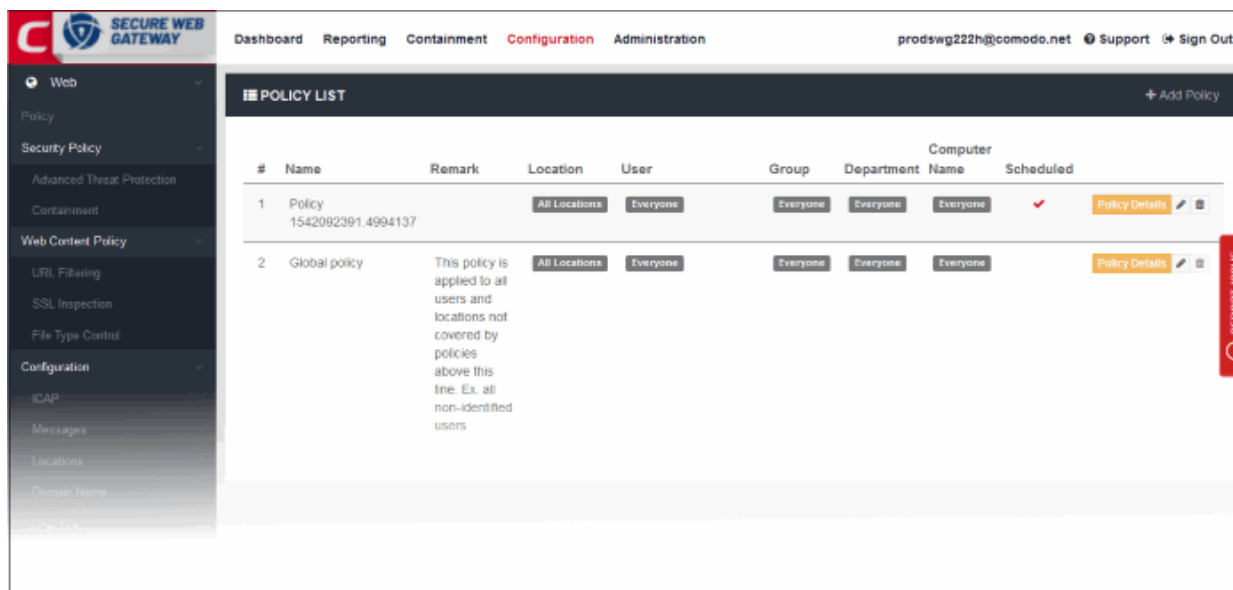 C SECURE WEB
GATEWAY
Dashboard Reporting Containment Configuration Administration prodswg222h@comodo.net Support Sign Out
Web
Policy
Security Policy
Advanced Threat Protection
Containment
Web Content Policy
URL Filtering
SSL Inspection
File Type Control
Configuration
ICAP
Messages
Locations
Domain Name
POLICY LIST + Add Policy
# Name Remark Location User Group Department Computer
Name Scheduled
1 Policy
1542092391.4994137 All Locations Everyone Everyone Everyone Everyone Policy Details
2 Global policy This policy is All Locations Everyone Everyone Everyone Everyone Policy Details
applied to all
users and
locations not
covered by
policies
above this
line. Ex. all
non-identified
users